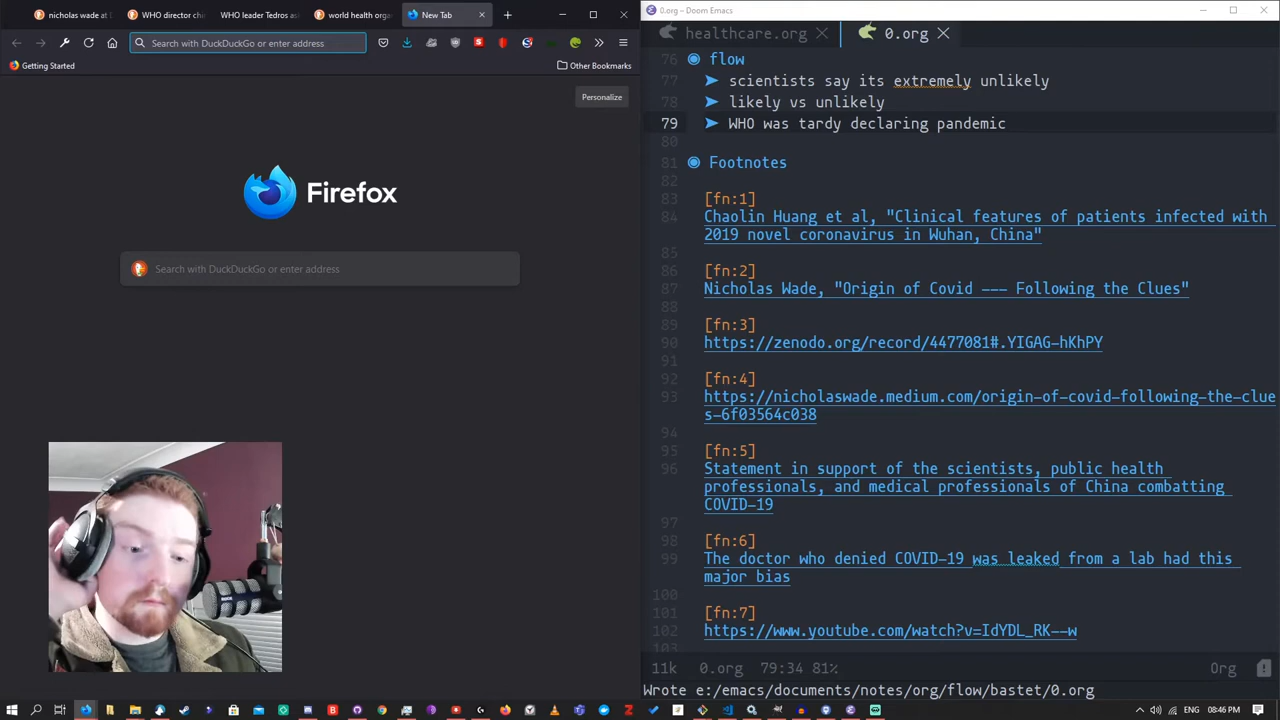 nicholas wade at
WHO director chi
WHO leader Tedros as
world health orga
New Tab
Search with DuckDuckGo or enter address
Getting Started
Other Bookmarks
Personalize
Firefox
Search with DuckDuckGo or enter address
RODE
0.org – Doom Emacs
healthcare.org
0.org
76 flow
77 scientists say its extremely unlikely
78 likely vs unlikely
79 WHO was tardy declaring pandemic
80
81 Footnotes
82
83 [fn:1]
84 Chaolin Huang et al, "Clinical features of patients infected with
2019 novel coronavirus in Wuhan, China"
85
86 [fn:2]
87 Nicholas Wade, "Origin of Covid --- Following the Clues"
88
89 [fn:3]
90 https://zenodo.org/record/4477081#.YIGAG-hKhPY
91
92 [fn:4]
93 https://nicholaswade.medium.com/origin-of-covid-following-the-clue
s-6f03564c038
94
95 [fn:5]
96 Statement in support of the scientists, public health
professionals, and medical professionals of China combatting
COVID-19
97
98 [fn:6]
99 The doctor who denied COVID-19 was leaked from a lab had this
major bias
100
101 [fn:7]
102 https://www.youtube.com/watch?v=IdYDL_RK--w
103
11k 0.org 79:34 81% Org
Wrote e:/emacs/documents/notes/org/flow/bastet/0.org
08:46 PM